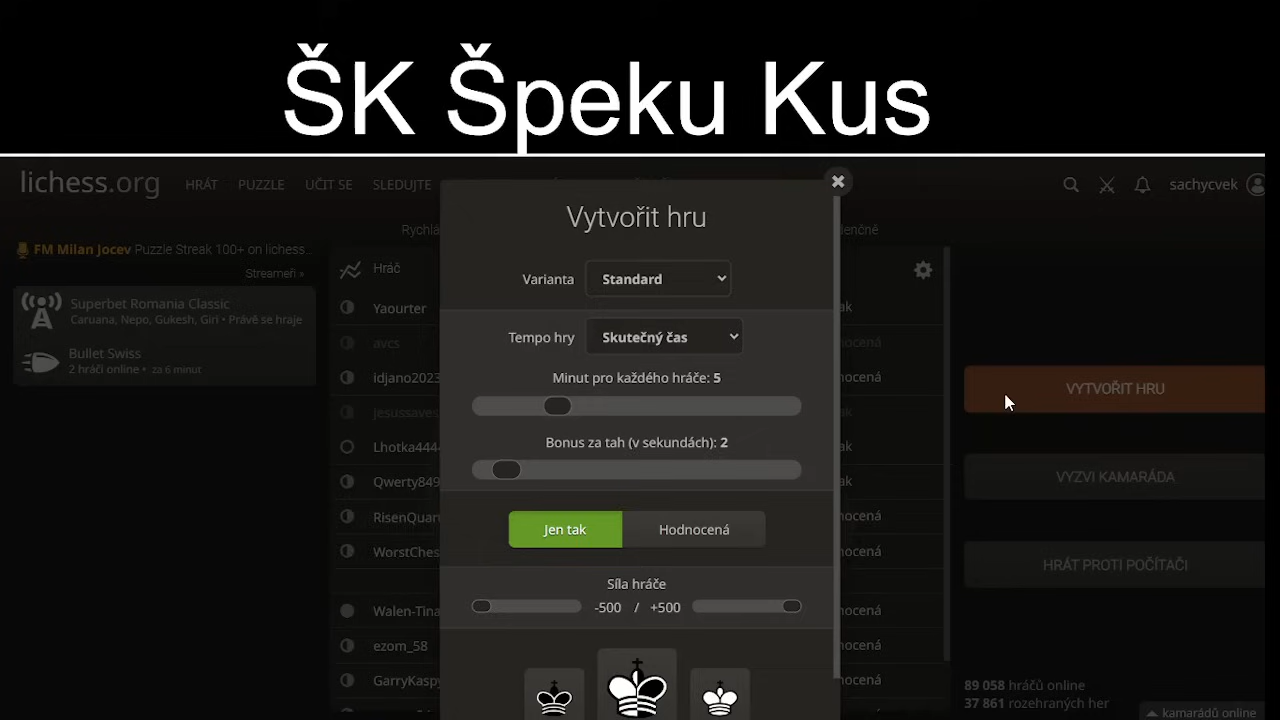 ŠK Špeku Kus
lichess.org HRÁT PUZZLE UČIT SE SLEDUJTE sachycvek
Vytvořit hru
FM Milan Jocev Puzzle Streak 100+ on lichess...
Streameři »
Superbet Romania Classic
Caruana, Nepo, Gukesh, Giri • Právě se hraje
Bullet Swiss
2 hráči online • za 6 minut
Hráč
Yaourter
avcs
idjano2023
Jesussaves
Lhotka444
Qwerty849
RisenQuan
WorstChes
Walen-Tina
ezom_58
GarryKaspy
Varianta Standard
Tempo hry Skutečný čas
Minut pro každého hráče: 5
Bonus za tah (v sekundách): 2
Jen tak Hodnocená
Síla hráče
-500 / +500
VYTVOŘIT HRU
VYZVI KAMARÁDA
HRÁT PROTI POČÍTAČI
89 058 hráčů online
37 861 rozehraných her
kamarádů online